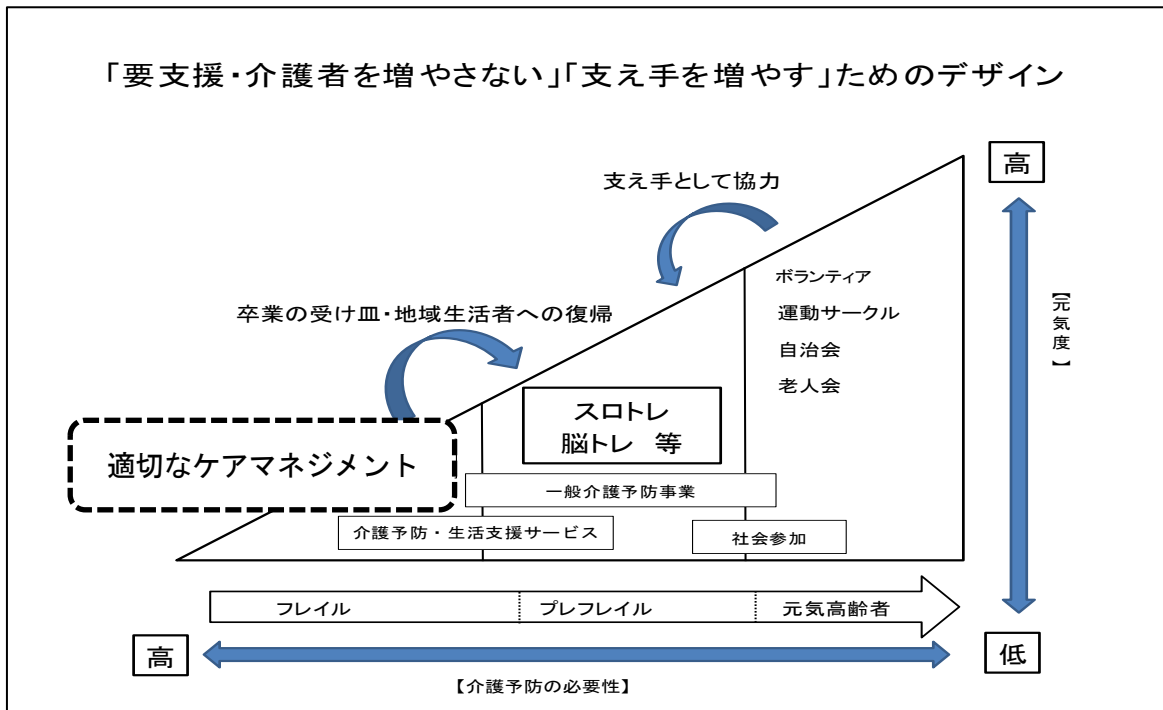 「要支援・介護者を増やさない」「支え手を増やす」ためのデザイン
高
支え手として協力
ボランティア
運動サークル
自治会
老人会
【元気度】
卒業の受け皿・地域生活者への復帰
スロトレ
脳トレ 等
適切なケアマネジメント
一般介護予防事業
介護予防・生活支援サービス
社会参加
フレイル
プレフレイル
元気高齢者
高
低
【介護予防の必要性】